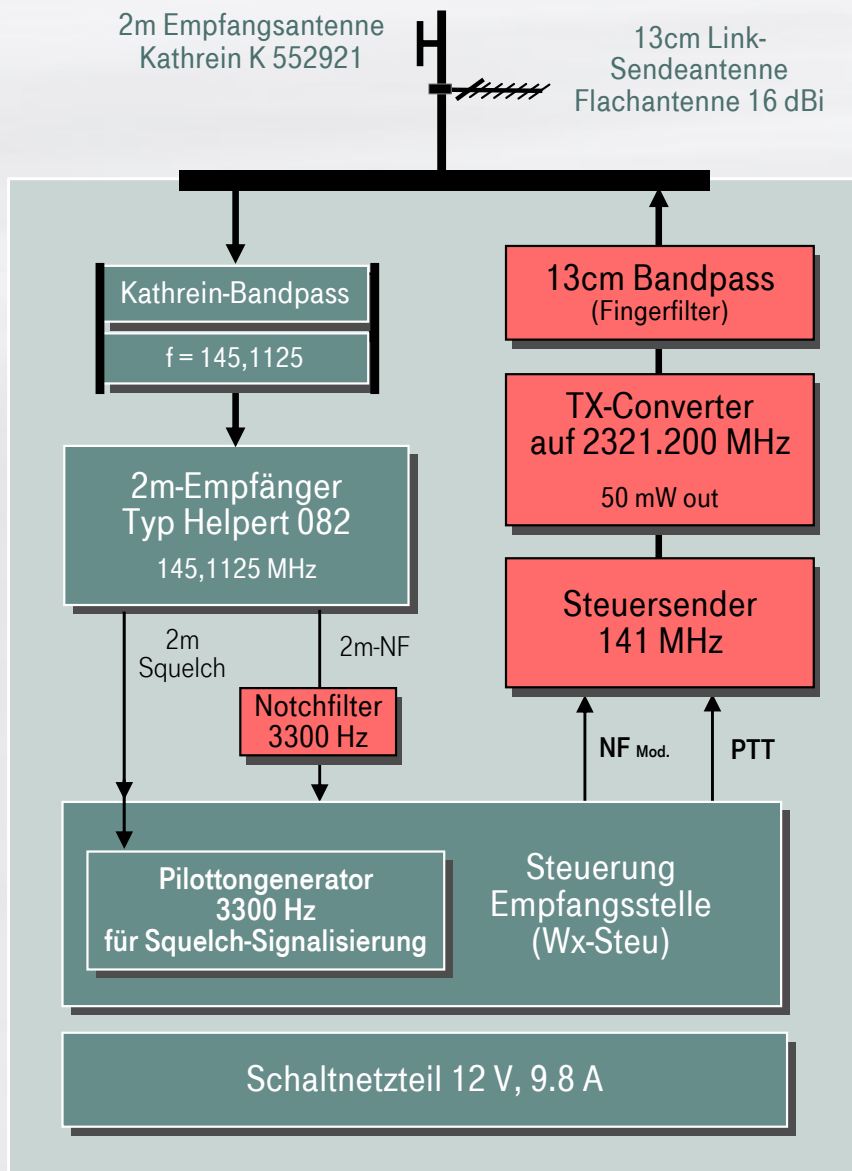 2m Empfangsantenne
Kathrein K 552921
13cm Link-
Sendeantenne
Flachantenne 16 dBi
Kathrein-Bandpass
f = 145,1125
2m-Empfänger
Typ Helpert 082
145,1125 MHz
2m
Squelch
2m-NF
Notchfilter
3300 Hz
13cm Bandpass
(Fingerfilter)
TX-Converter
auf 2321.200 MHz
50 mW out
Steuersender
141 MHz
NF Mod.
PTT
Pilottongenerator
3300 Hz
für Squelch-Signalisierung
Steuerung
Empfangsstelle
(Wx-Steu)
Schaltnetzteil 12 V, 9.8 A